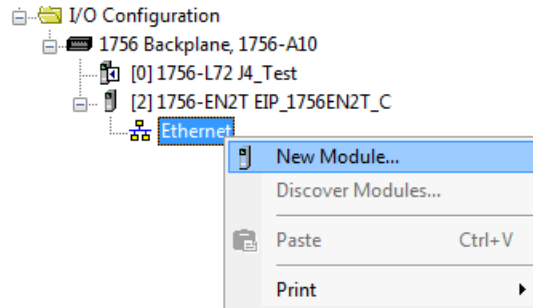 I/O Configuration
1756 Backplane, 1756-A10
[0] 1756-L72 J4_Test
[2] 1756-EN2T EIP_1756EN2T_C
Ethernet
New Module...
Discover Modules...
Paste Ctrl+V
Print